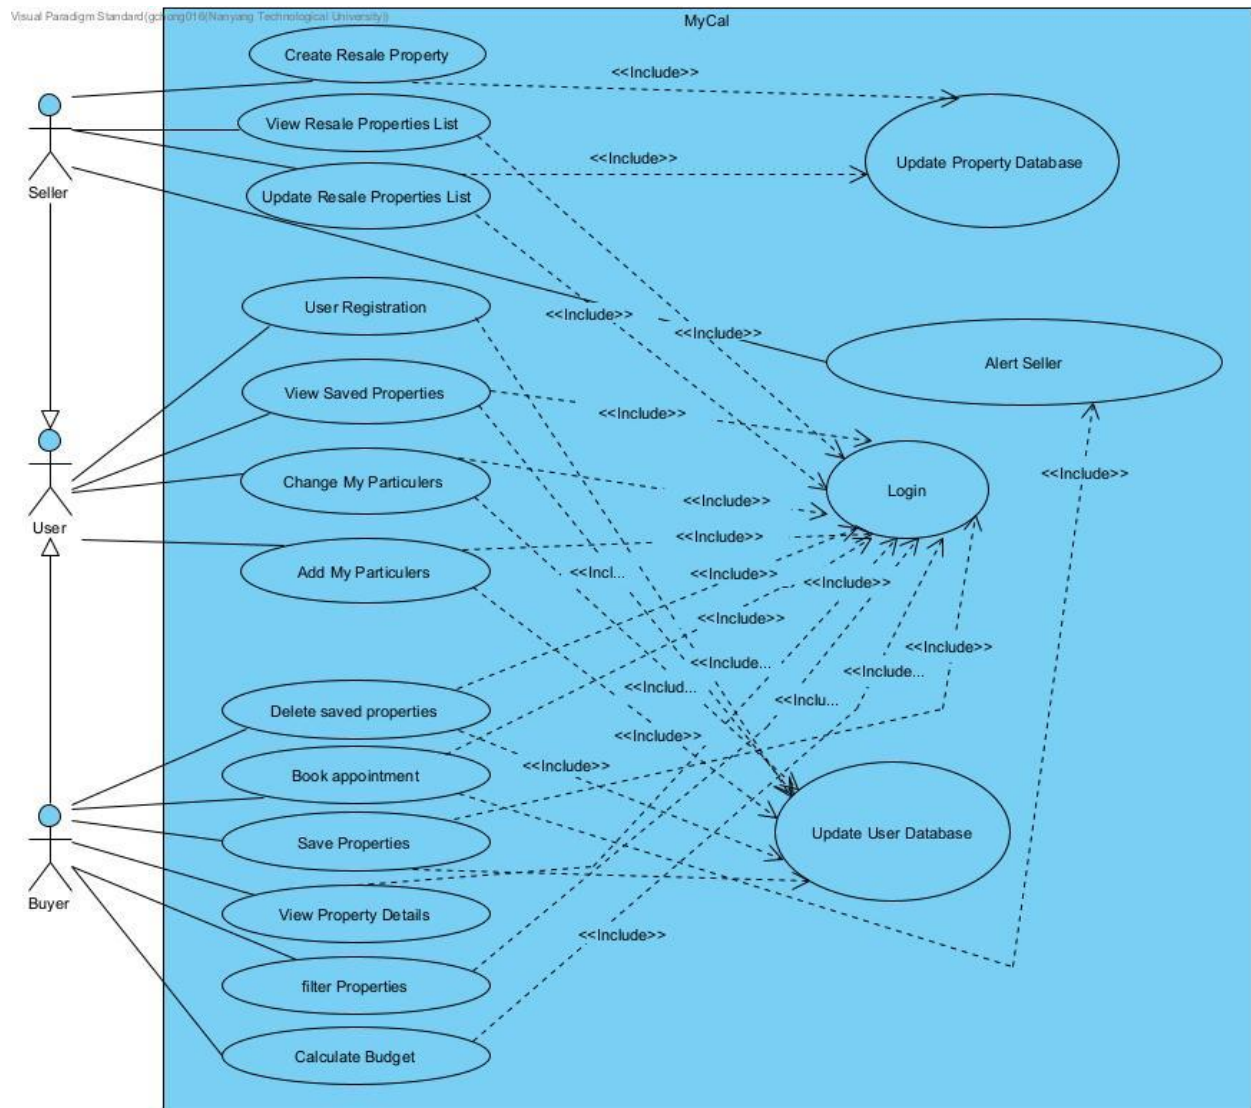 Visual Paradigm Standard(gchong016(Nanyang Technological University))
MyCal
Create Resale Property
<<Include>>
View Resale Properties List
<<Include>>
Update Property Database
Seller
Update Resale Properties List
User Registration
<<Include>>
<<Include>>
Alert Seller
View Saved Properties
<<Include>>
<<Include>>
Change My Particulers
Login
<<Include>>
User
<<Include>>
Add My Particulers
<<Incl...
<<Include>>
<<Include>>
<<Include>>
<<Include>>
<<Include...
<<Include...
<<Includ...
<<Inclu...
Delete saved properties
<<Include>>
<<Include>>
Book appointment
Update User Database
Save Properties
Buyer
View Property Details
<<Include>>
filter Properties
Calculate Budget